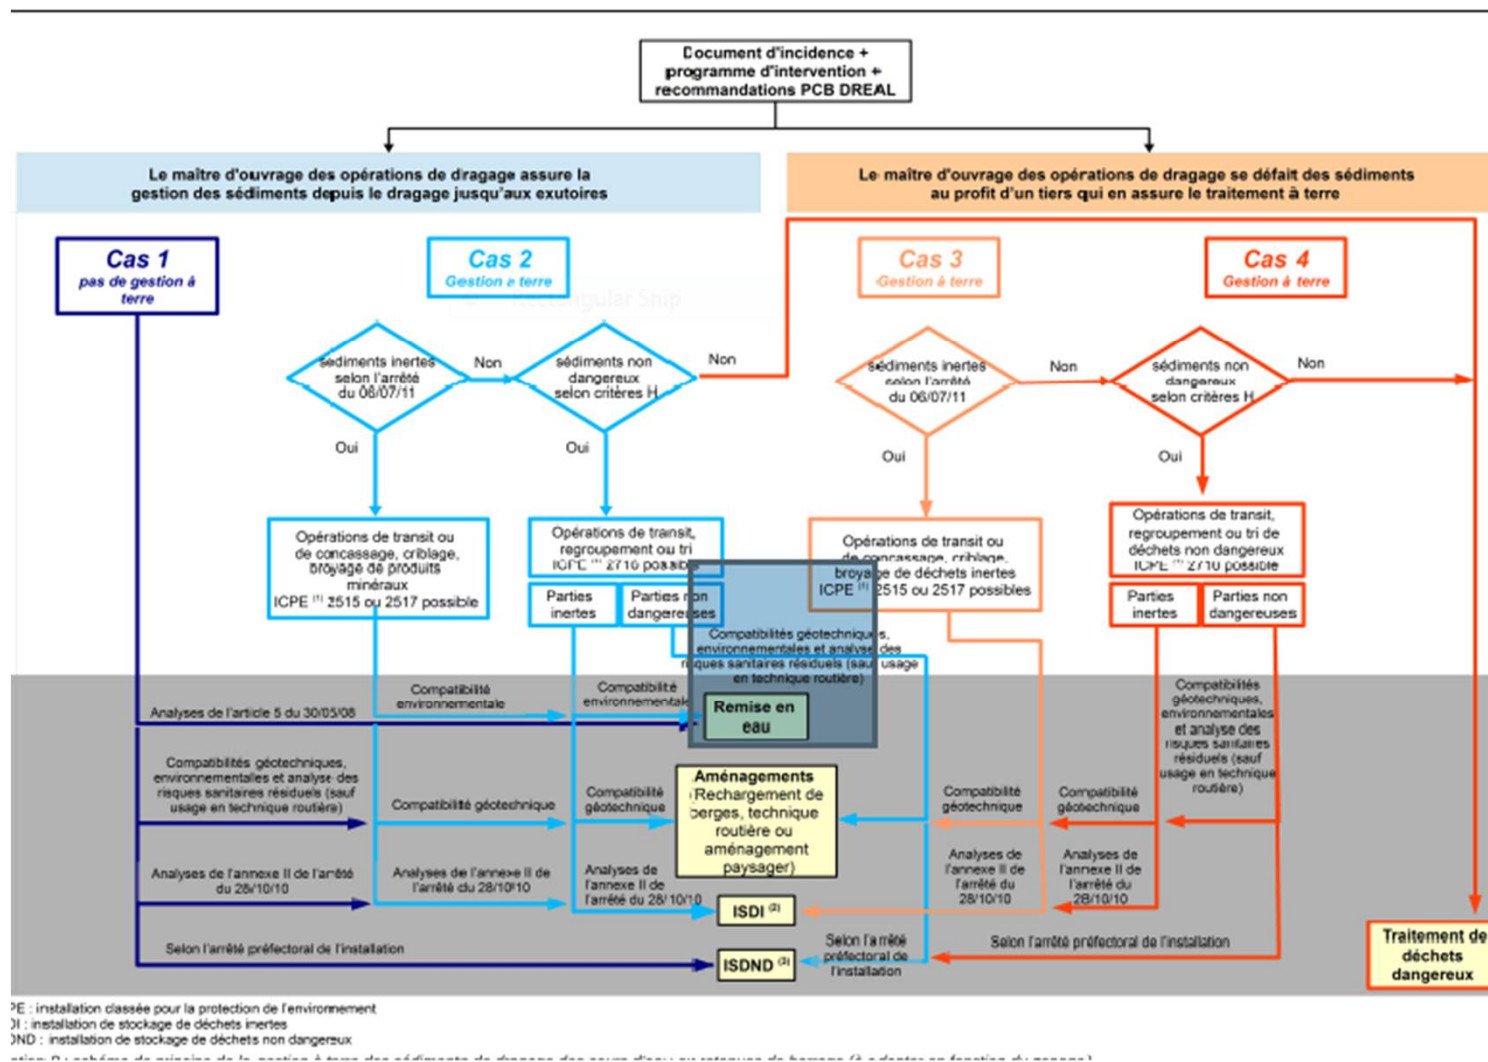 Document d'incidence +
programme d'intervention +
recommandations PCB DREAL
Le maître d'ouvrage des opérations de dragage assure la
gestion des sédiments depuis le dragage jusqu'aux exutoires
Le maître d'ouvrage des opérations de dragage se défait des sédiments
au profit d'un tiers qui en assure le traitement à terre
Cas 1
pas de gestion à
terre
Cas 2
Gestion à terre
Cas 3
Gestion à terre
Cas 4
Gestion à terre
Rectangular Snip
sédiments inertes
selon l'arrêté
du 06/07/11
Non
sédiments non
dangereux
selon critères H
Non
sédiments inertes
selon l'arrêté
du 06/07/11
Non
sédiments non
dangereux
selon critères H
Non
Oui
Oui
Oui
Oui
Opérations de transit ou
de concassage, criblage,
broyage de produits
minéraux
ICPE (1) 2515 ou 2517 possible
Opérations de transit,
regroupement ou tri
ICPE (1) 2716 possible
Parties
inertes
Parties non
dangereuses
Opérations de transit ou
de concassage, criblage,
broyage de déchets inertes
ICPE (1) 2515 ou 2517 possibles
Opérations de transit,
regroupement ou tri de
déchets non dangereux
ICPE (1) 2716 possible
Parties
inertes
Parties non
dangereuses
Compatibilités géotechniques,
environnementales et analyse des
risques sanitaires résiduels (sauf usage
en technique routière)
Analyses de l'article 5 du 30/05/08
Compatibilité
environnementale
Compatibilité
environnementale
Remise en
eau
Compatibilités
géotechniques,
environnementales
et analyse des
risques sanitaires
résiduels (sauf
usage en technique
routière)
Compatibilités géotechniques,
environnementales et analyse des
risques sanitaires résiduels (sauf
usage en technique routière)
Compatibilité géotechnique
Compatibilité
géotechnique
Aménagements
(Rechargement de
berges, technique
routière ou
aménagement
paysager)
Compatibilité
géotechnique
Compatibilité
géotechnique
Analyses de l'annexe II de l'arrêté
du 28/10/10
Analyses de l'annexe II de
l'arrêté du 28/10/10
Analyses de
l'annexe II de
l'arrêté du 28/10/10
ISDI (2)
Analyses de
l'annexe II de
l'arrêté du
28/10/10
Analyses de
l'annexe II de
l'arrêté du
28/10/10
Selon l'arrêté préfectoral de l'installation
ISDND (3)
Selon l'arrêté
préfectoral de
l'installation
Selon l'arrêté préfectoral de l'installation
Traitement de
déchets
dangereux
PE : installation classée pour la protection de l'environnement
DI : installation de stockage de déchets inertes
DND : installation de stockage de déchets non dangereux